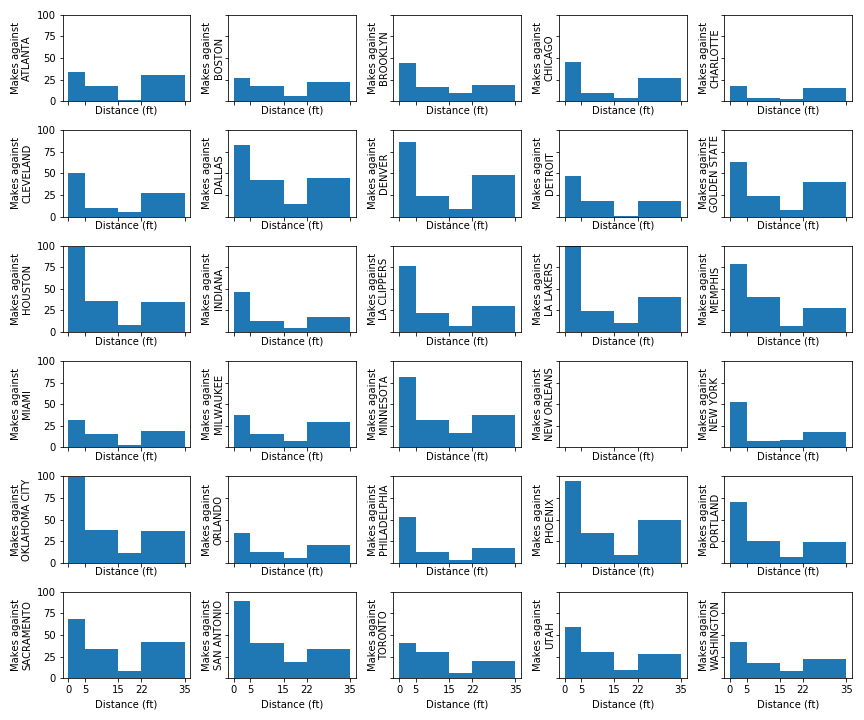 100
75
50
25
0
Makes against
ATLANTA
Distance (ft)
Makes against
BOSTON
Distance (ft)
Makes against
BROOKLYN
Distance (ft)
Makes against
CHICAGO
Distance (ft)
Makes against
CHARLOTTE
Distance (ft)
100
75
50
25
0
Makes against
CLEVELAND
Distance (ft)
Makes against
DALLAS
Distance (ft)
Makes against
DENVER
Distance (ft)
Makes against
DETROIT
Distance (ft)
Makes against
GOLDEN STATE
Distance (ft)
100
75
50
25
0
Makes against
HOUSTON
Distance (ft)
Makes against
INDIANA
Distance (ft)
Makes against
LA CLIPPERS
Distance (ft)
Makes against
LA LAKERS
Distance (ft)
Makes against
MEMPHIS
Distance (ft)
100
75
50
25
0
Makes against
MIAMI
Distance (ft)
Makes against
MILWAUKEE
Distance (ft)
Makes against
MINNESOTA
Distance (ft)
Makes against
NEW ORLEANS
Distance (ft)
Makes against
NEW YORK
Distance (ft)
100
75
50
25
0
Makes against
OKLAHOMA CITY
Distance (ft)
Makes against
ORLANDO
Distance (ft)
Makes against
PHILADELPHIA
Distance (ft)
Makes against
PHOENIX
Distance (ft)
Makes against
PORTLAND
Distance (ft)
100
75
50
25
0
Makes against
SACRAMENTO
0 5 15 22 35
Distance (ft)
Makes against
SAN ANTONIO
0 5 15 22 35
Distance (ft)
Makes against
TORONTO
0 5 15 22 35
Distance (ft)
Makes against
UTAH
0 5 15 22 35
Distance (ft)
Makes against
WASHINGTON
0 5 15 22 35
Distance (ft)